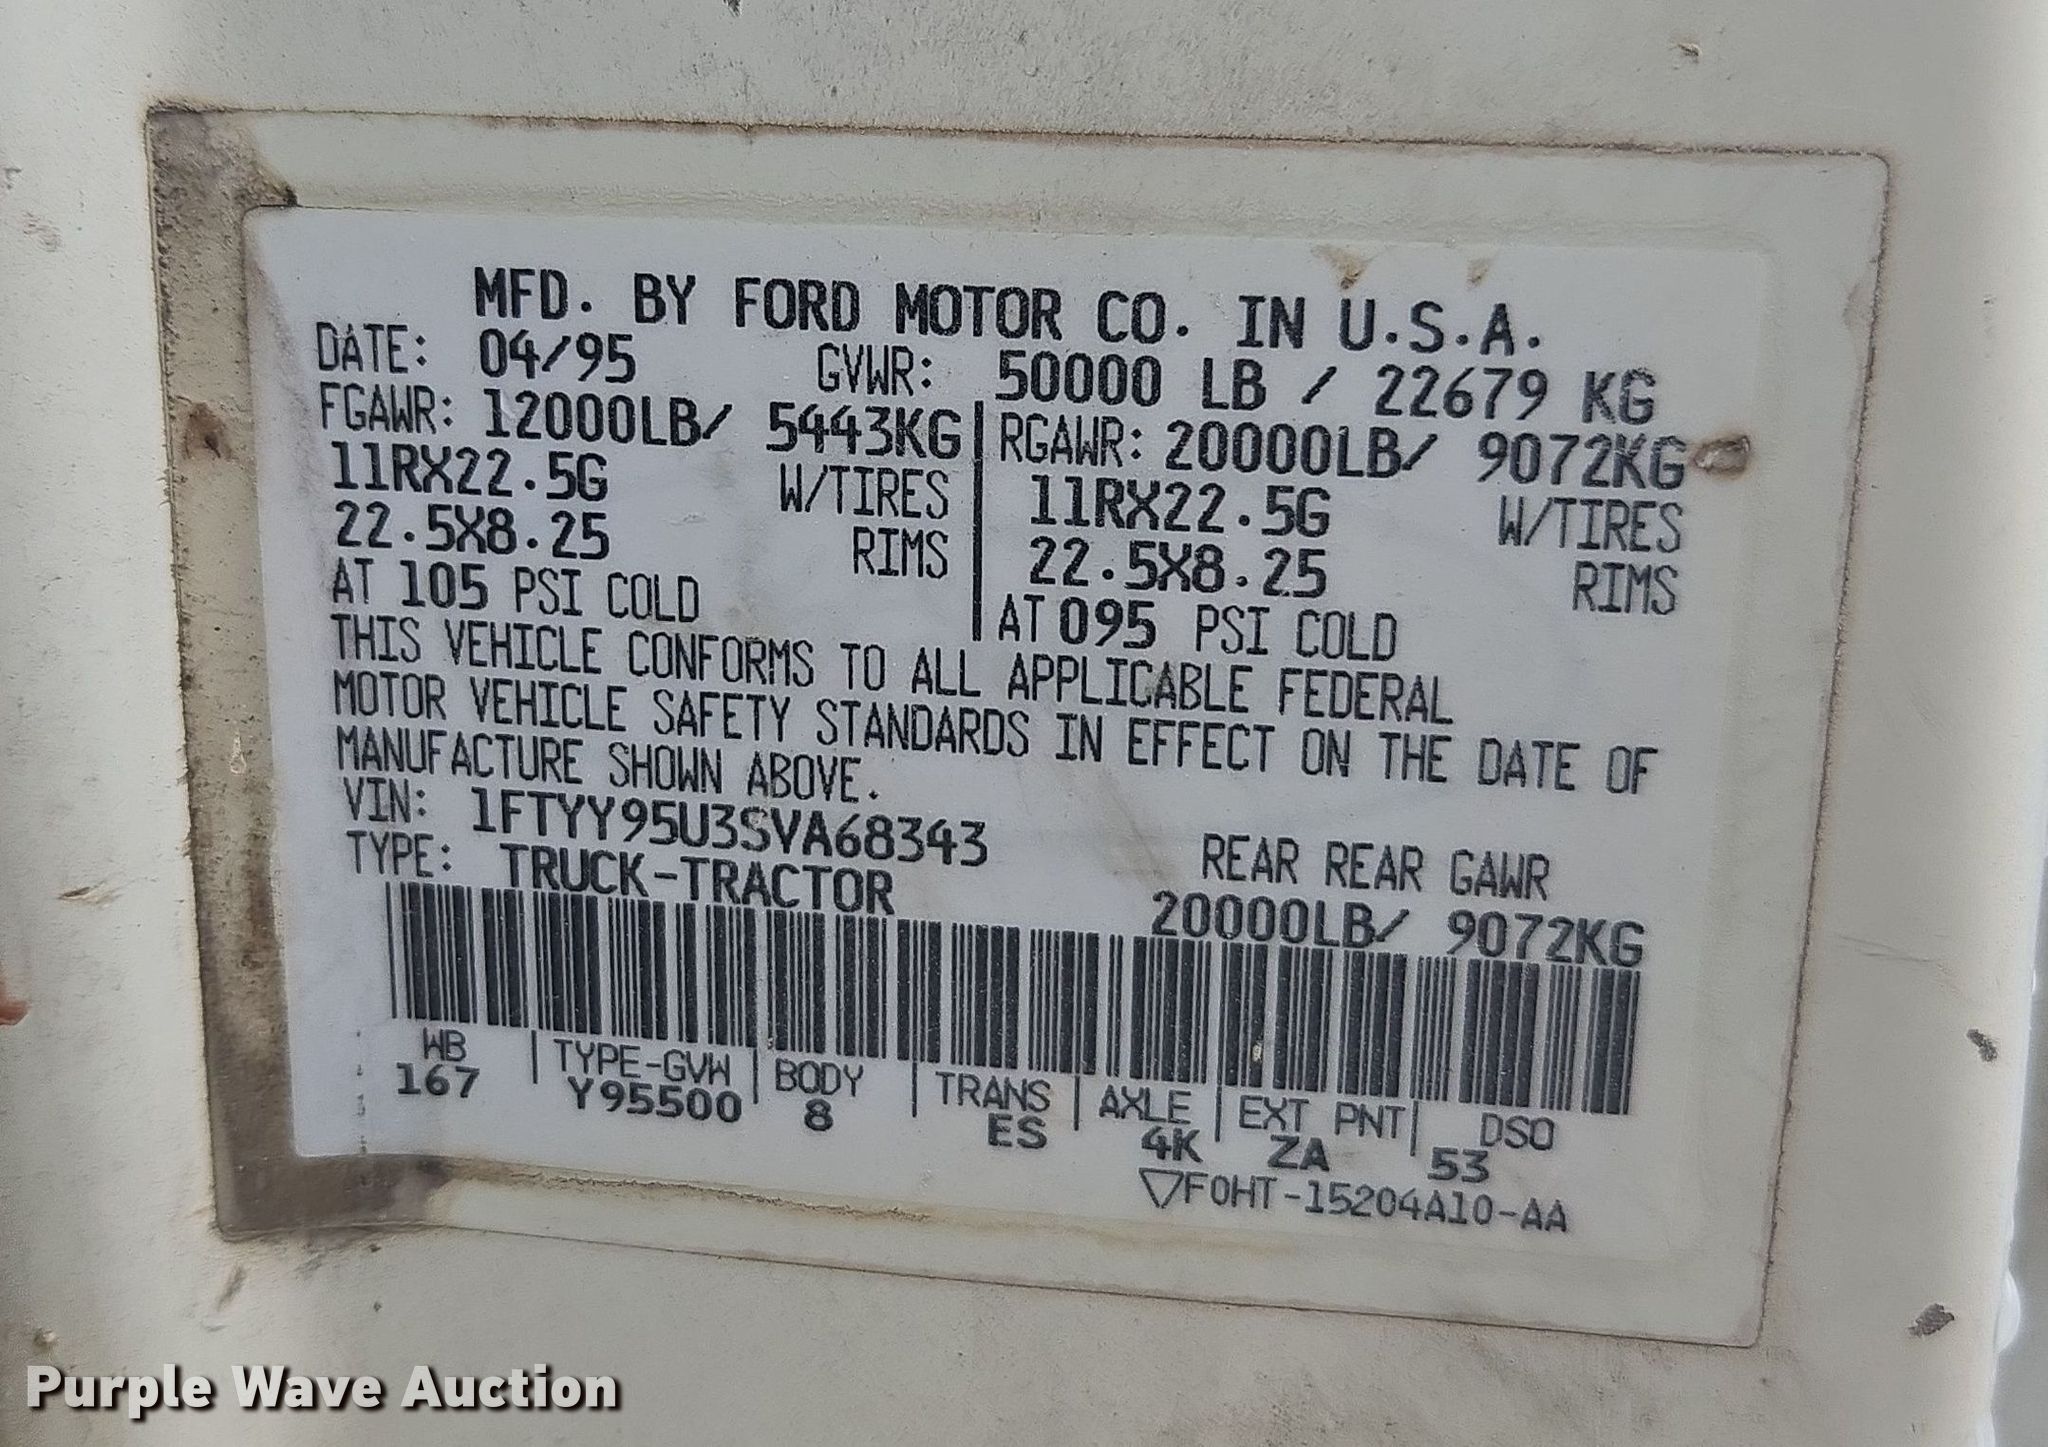 MFD. BY FORD MOTOR CO. IN U.S.A.
DATE: 04/95 GVWR: 50000 LB / 22679 KG
FGAWR: 12000LB/ 5443KG RGAWR: 20000LB/ 9072KG
11RX22.5G W/TIRES 11RX22.5G W/TIRES
22.5X8.25 RIMS 22.5X8.25 RIMS
AT 105 PSI COLD AT 095 PSI COLD
THIS VEHICLE CONFORMS TO ALL APPLICABLE FEDERAL
MOTOR VEHICLE SAFETY STANDARDS IN EFFECT ON THE DATE OF
MANUFACTURE SHOWN ABOVE.
VIN: 1FTYY95U3SVA68343 REAR REAR GAWR
TYPE: TRUCK-TRACTOR 20000LB/ 9072KG
WB | TYPE-GVW | BODY | TRANS | AXLE | EXT PNT | DSO
167 Y95500 8 ES 4K ZA 53
▽F0HT-15204A10-AA
Purple Wave Auction